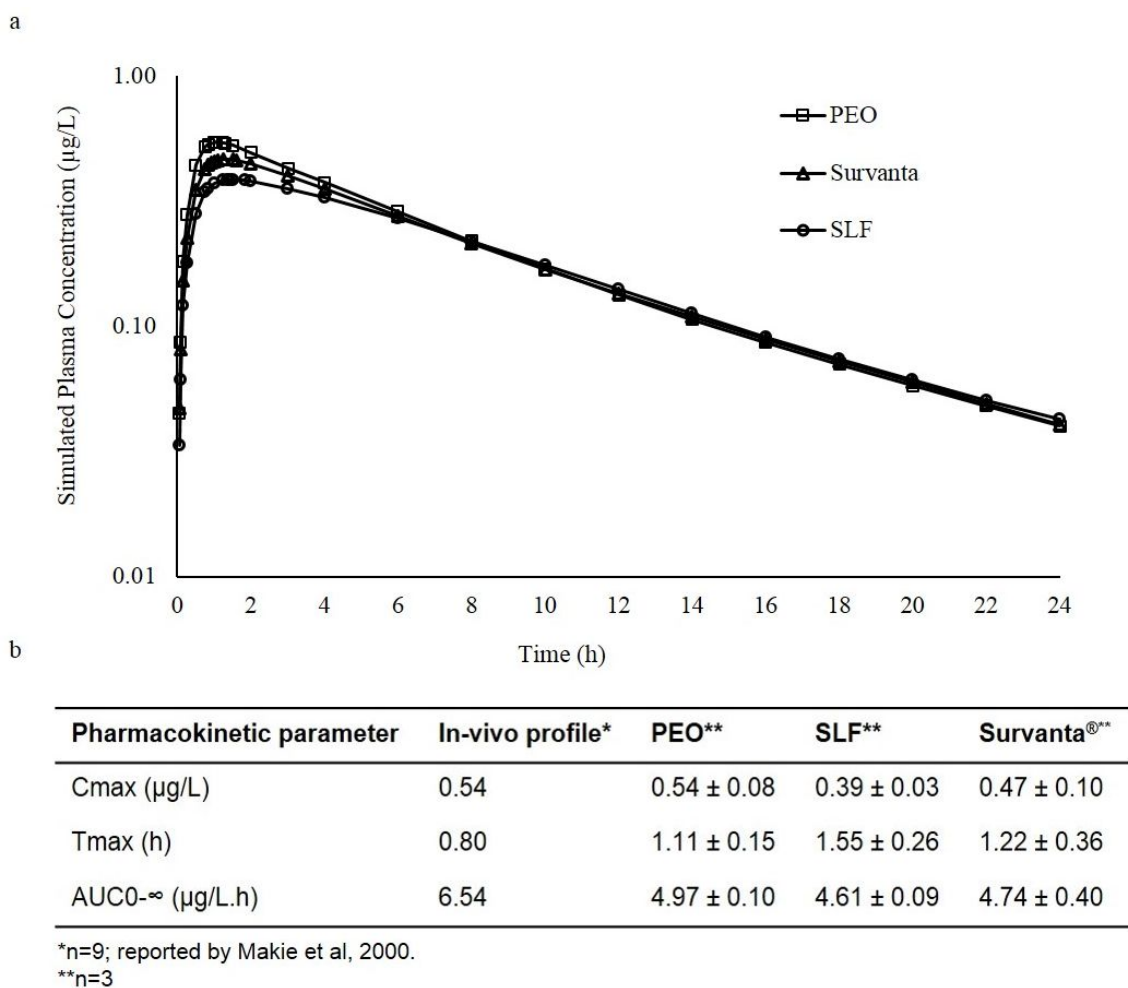 a
1.00
0.10
0.01
Simulated Plasma Concentration (µg/L)
PEO
Survanta
SLF
0 2 4 6 8 10 12 14 16 18 20 22 24
Time (h)
b
Pharmacokinetic parameter In-vivo profile* PEO** SLF** Survanta®**
Cmax (µg/L) 0.54 0.54 ± 0.08 0.39 ± 0.03 0.47 ± 0.10
Tmax (h) 0.80 1.11 ± 0.15 1.55 ± 0.26 1.22 ± 0.36
AUC0-∞ (µg/L.h) 6.54 4.97 ± 0.10 4.61 ± 0.09 4.74 ± 0.40
*n=9; reported by Makie et al, 2000.
**n=3